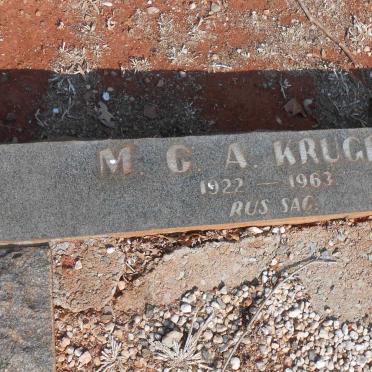 M. G. A. KRUG
1922 — 1963
RUS SAG.